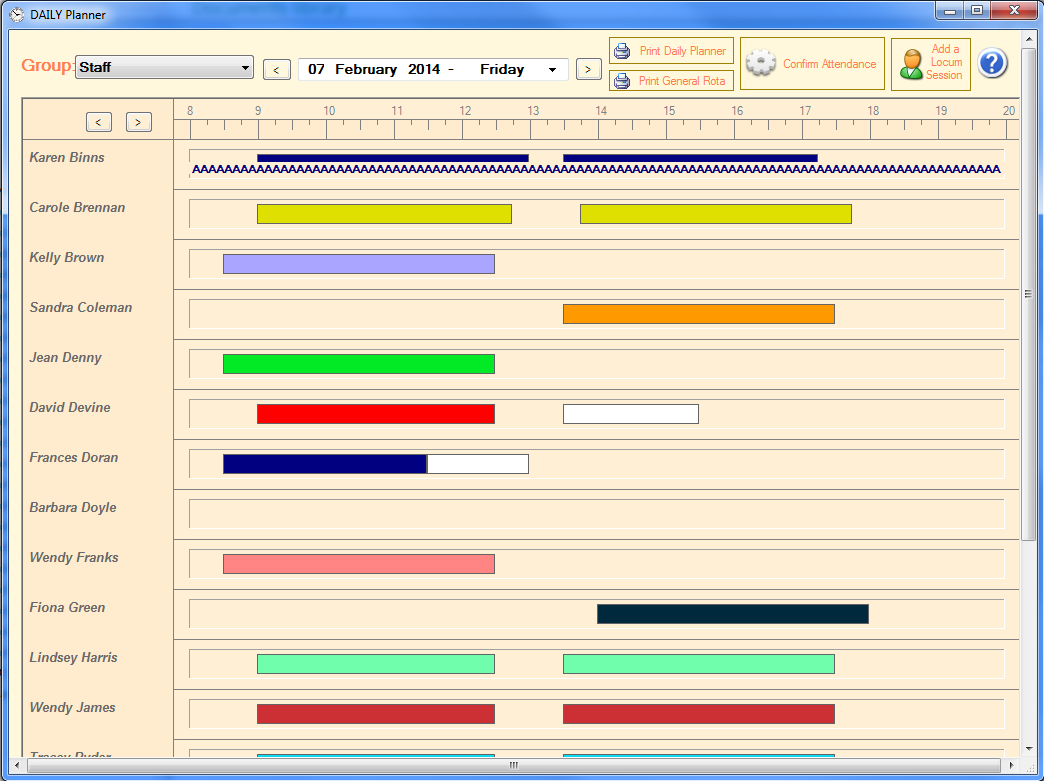 DAILY Planner
Group:
Staff
<
07 February 2014 - Friday
>
Print Daily Planner
Print General Rota
Confirm Attendance
Add a
Locum
Session
?
< >
8 9 10 11 12 13 14 15 16 17 18 19 20
Karen Binns
AAAAAAAAAAAAAAAAAAAAAAAAAAAAAAAAAAAAAAAAAAAAAAAAAAAAAAAAAAAAAAAAAAAAAAAAAAAAAAAAAAAAAAAAAAAAAAAAAAAAA
Carole Brennan
Kelly Brown
Sandra Coleman
Jean Denny
David Devine
Frances Doran
Barbara Doyle
Wendy Franks
Fiona Green
Lindsey Harris
Wendy James